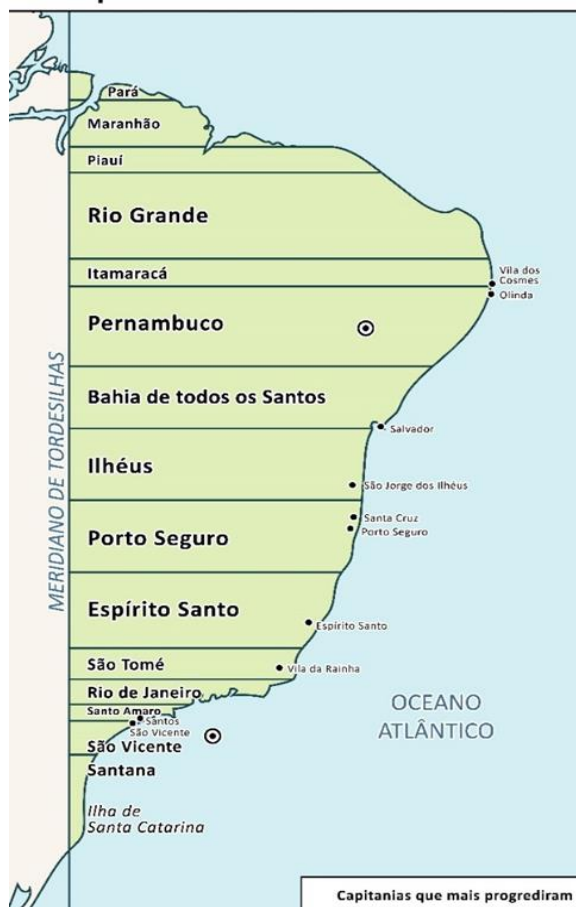 Pará
Maranhão
Piauí
Rio Grande
Itamaracá
Vila dos
Cosmes
Olinda
Pernambuco
MERIDIANO DE TORDESILHAS
Bahia de todos os Santos
Salvador
Ilhéus
São Jorge dos Ilhéus
Santa Cruz
Porto Seguro
Porto Seguro
Espírito Santo
Espírito Santo
São Tomé
Vila da Rainha
Rio de Janeiro
Santo Amaro
Santos
São Vicente
São Vicente
Santana
OCEANO
ATLÂNTICO
Ilha de
Santa Catarina
Capitanias que mais progrediram